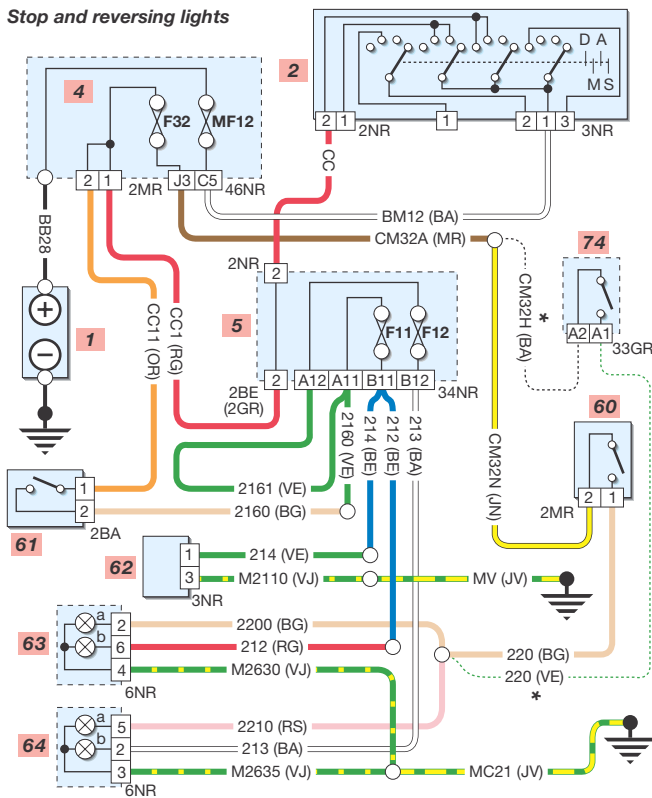 Stop and reversing lights
4
F32
MF12
2 1
2MR
J3 C5
46NR
2
D A
M S
2 1
2NR
1
2 1 3
3NR
BB28
CC
BM12 (BA)
CM32A (MR)
1
+
−
CC11 (OR)
CC1 (RG)
2NR
2
5
F11
F12
2
2BE
(2GR)
A12 A11 B11 B12
34NR
CM32H (BA)
*
74
A2 A1
33GR
2160 (VE)
214 (BE)
212 (BE)
213 (BA)
CM32N (JN)
60
2 1
2MR
2161 (VE)
2160 (BG)
1
2
61
2BA
62
1
3
3NR
214 (VE)
M2110 (VJ)
MV (JV)
63
a
b
2
6
4
6NR
2200 (BG)
212 (RG)
M2630 (VJ)
220 (BG)
220 (VE)
*
64
a
b
5
2
3
6NR
2210 (RS)
213 (BA)
M2635 (VJ)
MC21 (JV)